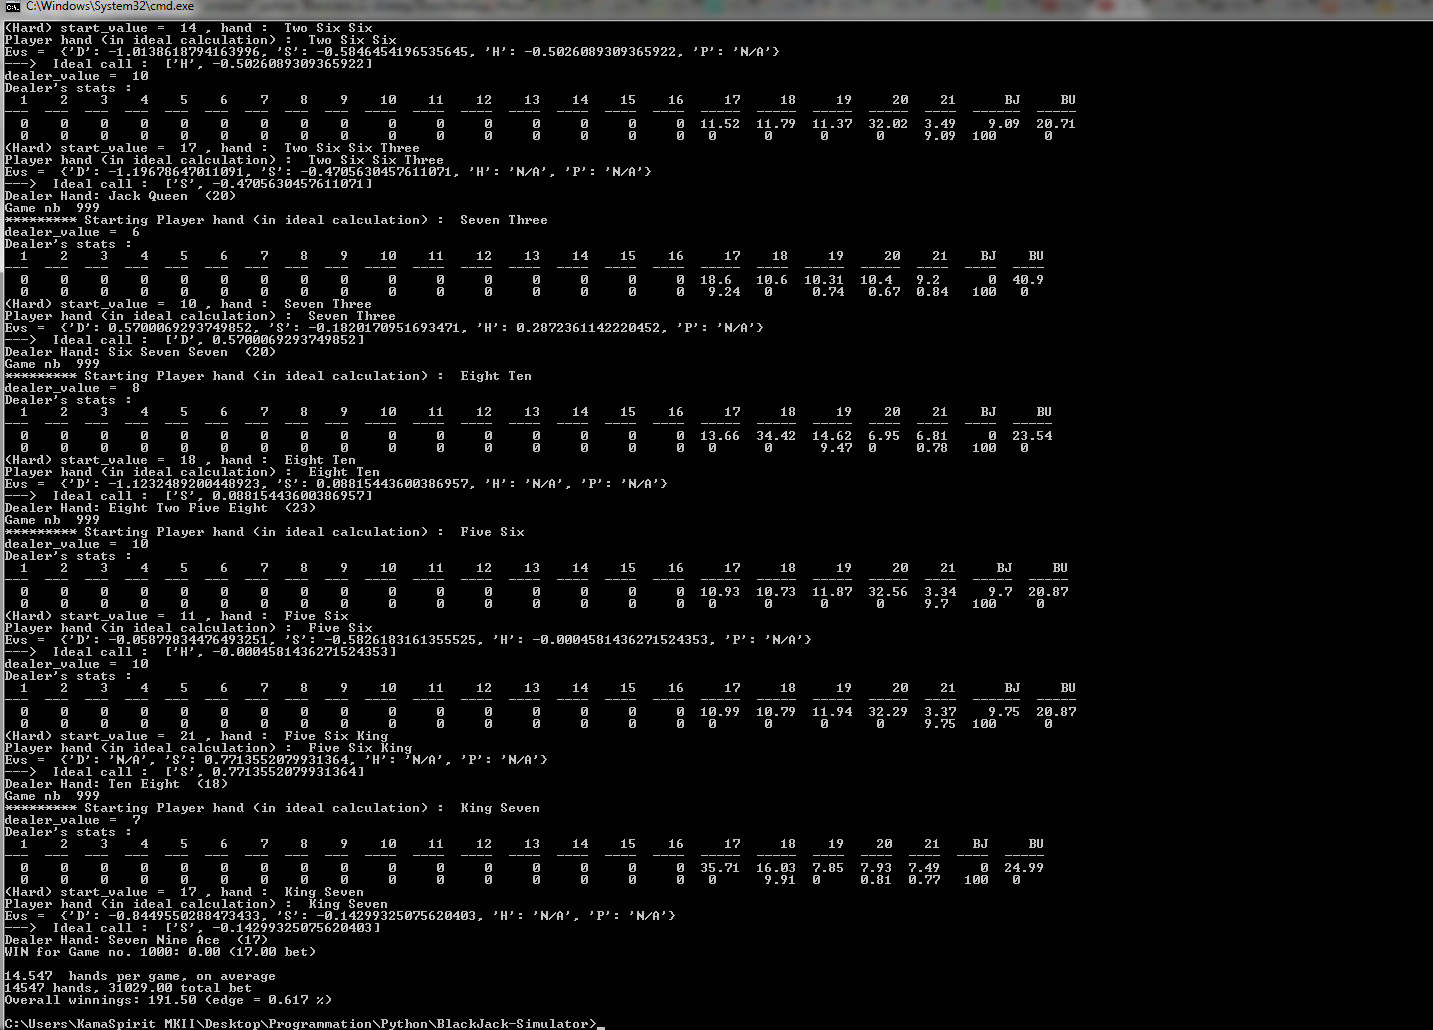 C:\Windows\System32\cmd.exe
(Hard) start_value = 14 , hand : Two Six Six
Player hand (in ideal calculation) : Two Six Six
Evs = {'D': -1.0138618794163996, 'S': -0.5846454196535645, 'H': -0.5026089309365922, 'P': 'N/A'}
---> Ideal call : ['H', -0.5026089309365922]
dealer_value = 10
Dealer's stats :
1 2 3 4 5 6 7 8 9 10 11 12 13 14 15 16 17 18 19 20 21 BJ BU
--- --- --- --- --- --- --- --- --- ---- ---- ---- ---- ---- ---- ---- ----- ----- ----- ----- ---- ----- -----
0 0 0 0 0 0 0 0 0 0 0 0 0 0 0 0 11.52 11.79 11.37 32.02 3.49 9.09 20.71
0 0 0 0 0 0 0 0 0 0 0 0 0 0 0 0 0 0 0 0 9.09 100 0
(Hard) start_value = 17 , hand : Two Six Six Three
Player hand (in ideal calculation) : Two Six Six Three
Evs = {'D': -1.19678647011091, 'S': -0.4705630457611071, 'H': 'N/A', 'P': 'N/A'}
---> Ideal call : ['S', -0.4705630457611071]
Dealer Hand: Jack Queen (20)
Game nb 999
********* Starting Player hand (in ideal calculation) : Seven Three
dealer_value = 6
Dealer's stats :
1 2 3 4 5 6 7 8 9 10 11 12 13 14 15 16 17 18 19 20 21 BJ BU
--- --- --- --- --- --- --- --- --- ---- ---- ---- ---- ---- ---- ---- ----- ---- ----- ----- ---- ---- ----
0 0 0 0 0 0 0 0 0 0 0 0 0 0 0 0 18.6 10.6 10.31 10.4 9.2 0 40.9
0 0 0 0 0 0 0 0 0 0 0 0 0 0 0 0 9.24 0 0.74 0.67 0.84 100 0
(Hard) start_value = 10 , hand : Seven Three
Player hand (in ideal calculation) : Seven Three
Evs = {'D': 0.5700069293749852, 'S': -0.1820170951693471, 'H': 0.2872361142220452, 'P': 'N/A'}
---> Ideal call : ['D', 0.5700069293749852]
Dealer Hand: Six Seven Seven (20)
Game nb 999
********* Starting Player hand (in ideal calculation) : Eight Ten
dealer_value = 8
Dealer's stats :
1 2 3 4 5 6 7 8 9 10 11 12 13 14 15 16 17 18 19 20 21 BJ BU
--- --- --- --- --- --- --- --- --- ---- ---- ---- ---- ---- ---- ---- ----- ----- ----- ---- ---- ---- -----
0 0 0 0 0 0 0 0 0 0 0 0 0 0 0 0 13.66 34.42 14.62 6.95 6.81 0 23.54
0 0 0 0 0 0 0 0 0 0 0 0 0 0 0 0 0 0 9.47 0 0.78 100 0
(Hard) start_value = 18 , hand : Eight Ten
Player hand (in ideal calculation) : Eight Ten
Evs = {'D': -1.1232489200448923, 'S': 0.08815443600386957, 'H': 'N/A', 'P': 'N/A'}
---> Ideal call : ['S', 0.08815443600386957]
Dealer Hand: Eight Two Five Eight (23)
Game nb 999
********* Starting Player hand (in ideal calculation) : Five Six
dealer_value = 10
Dealer's stats :
1 2 3 4 5 6 7 8 9 10 11 12 13 14 15 16 17 18 19 20 21 BJ BU
--- --- --- --- --- --- --- --- --- ---- ---- ---- ---- ---- ---- ---- ----- ----- ----- ----- ---- ---- -----
0 0 0 0 0 0 0 0 0 0 0 0 0 0 0 0 10.93 10.73 11.87 32.56 3.34 9.7 20.87
0 0 0 0 0 0 0 0 0 0 0 0 0 0 0 0 0 0 0 0 9.7 100 0
(Hard) start_value = 11 , hand : Five Six
Player hand (in ideal calculation) : Five Six
Evs = {'D': -0.05879834476493251, 'S': -0.5826183161355525, 'H': -0.0004581436271524353, 'P': 'N/A'}
---> Ideal call : ['H', -0.0004581436271524353]
dealer_value = 10
Dealer's stats :
1 2 3 4 5 6 7 8 9 10 11 12 13 14 15 16 17 18 19 20 21 BJ BU
--- --- --- --- --- --- --- --- --- ---- ---- ---- ---- ---- ---- ---- ----- ----- ----- ----- ---- ----- -----
0 0 0 0 0 0 0 0 0 0 0 0 0 0 0 0 10.99 10.79 11.94 32.29 3.37 9.75 20.87
0 0 0 0 0 0 0 0 0 0 0 0 0 0 0 0 0 0 0 0 9.75 100 0
(Hard) start_value = 21 , hand : Five Six King
Player hand (in ideal calculation) : Five Six King
Evs = {'D': 'N/A', 'S': 0.7713552079931364, 'H': 'N/A', 'P': 'N/A'}
---> Ideal call : ['S', 0.7713552079931364]
Dealer Hand: Ten Eight (18)
Game nb 999
********* Starting Player hand (in ideal calculation) : King Seven
dealer_value = 7
Dealer's stats :
1 2 3 4 5 6 7 8 9 10 11 12 13 14 15 16 17 18 19 20 21 BJ BU
--- --- --- --- --- --- --- --- --- ---- ---- ---- ---- ---- ---- ---- ----- ----- ---- ---- ---- ---- -----
0 0 0 0 0 0 0 0 0 0 0 0 0 0 0 0 35.71 16.03 7.85 7.93 7.49 0 24.99
0 0 0 0 0 0 0 0 0 0 0 0 0 0 0 0 0 9.91 0 0.81 0.77 100 0
(Hard) start_value = 17 , hand : King Seven
Player hand (in ideal calculation) : King Seven
Evs = {'D': -0.8449550288473433, 'S': -0.14299325075620403, 'H': 'N/A', 'P': 'N/A'}
---> Ideal call : ['S', -0.14299325075620403]
Dealer Hand: Seven Nine Ace (17)
WIN for Game no. 1000: 0.00 (17.00 bet)
14.547 hands per game, on average
14547 hands, 31029.00 total bet
Overall winnings: 191.50 (edge = 0.617 %)
C:\Users\KamaSpirit MKII\Desktop\Programmation\Python\BlackJack-Simulator>_